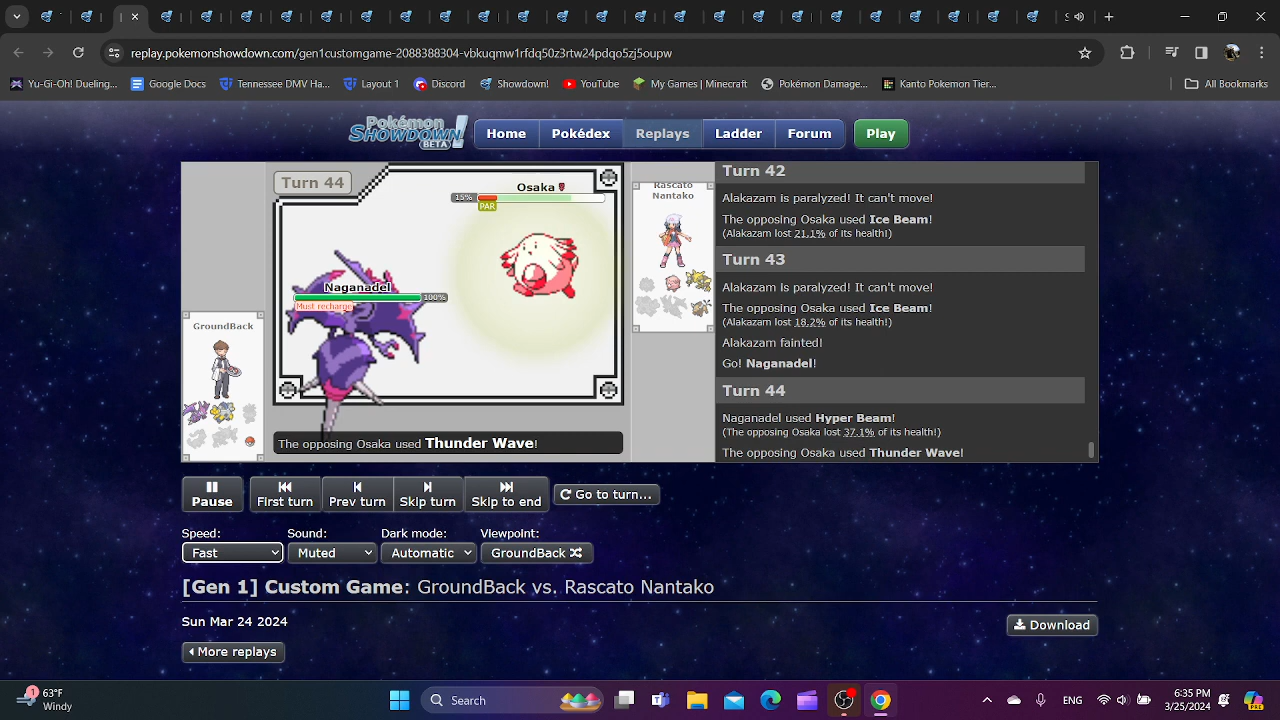 replay.pokemonshowdown.com/gen1customgame-2088388304-vbkuqmw1rfdq50z3rtw24pdqo5zj5oupw
Yu-Gi-Oh! Dueling...
Google Docs
Tennessee DMV Ha...
Layout 1
Discord
Showdown!
YouTube
My Games | Minecraft
Pokémon Damage...
Kanto Pokemon Tier...
All Bookmarks
Pokémon
SHOWDOWN!
BETA
Home
Pokédex
Replays
Ladder
Forum
Play
Turn 44
Osaka
15%
PAR
Naganadel
100%
Must recharge
GroundBack
Rascato
Nantako
The opposing Osaka used Thunder Wave!
Turn 42
Alakazam is paralyzed! It can't move!
The opposing Osaka used Ice Beam!
(Alakazam lost 21.1% of its health!)
Turn 43
Alakazam is paralyzed! It can't move!
The opposing Osaka used Ice Beam!
(Alakazam lost 18.2% of its health!)
Alakazam fainted!
Go! Naganadel!
Turn 44
Naganadel used Hyper Beam!
(The opposing Osaka lost 37.1% of its health!)
The opposing Osaka used Thunder Wave!
Pause
First turn
Prev turn
Skip turn
Skip to end
Go to turn...
Speed:
Sound:
Dark mode:
Viewpoint:
Fast
Muted
Automatic
GroundBack
[Gen 1] Custom Game: GroundBack vs. Rascato Nantako
Sun Mar 24 2024
Download
More replays
1
63°F
Windy
Search
ENG
6:35 PM
3/25/2024
PRE